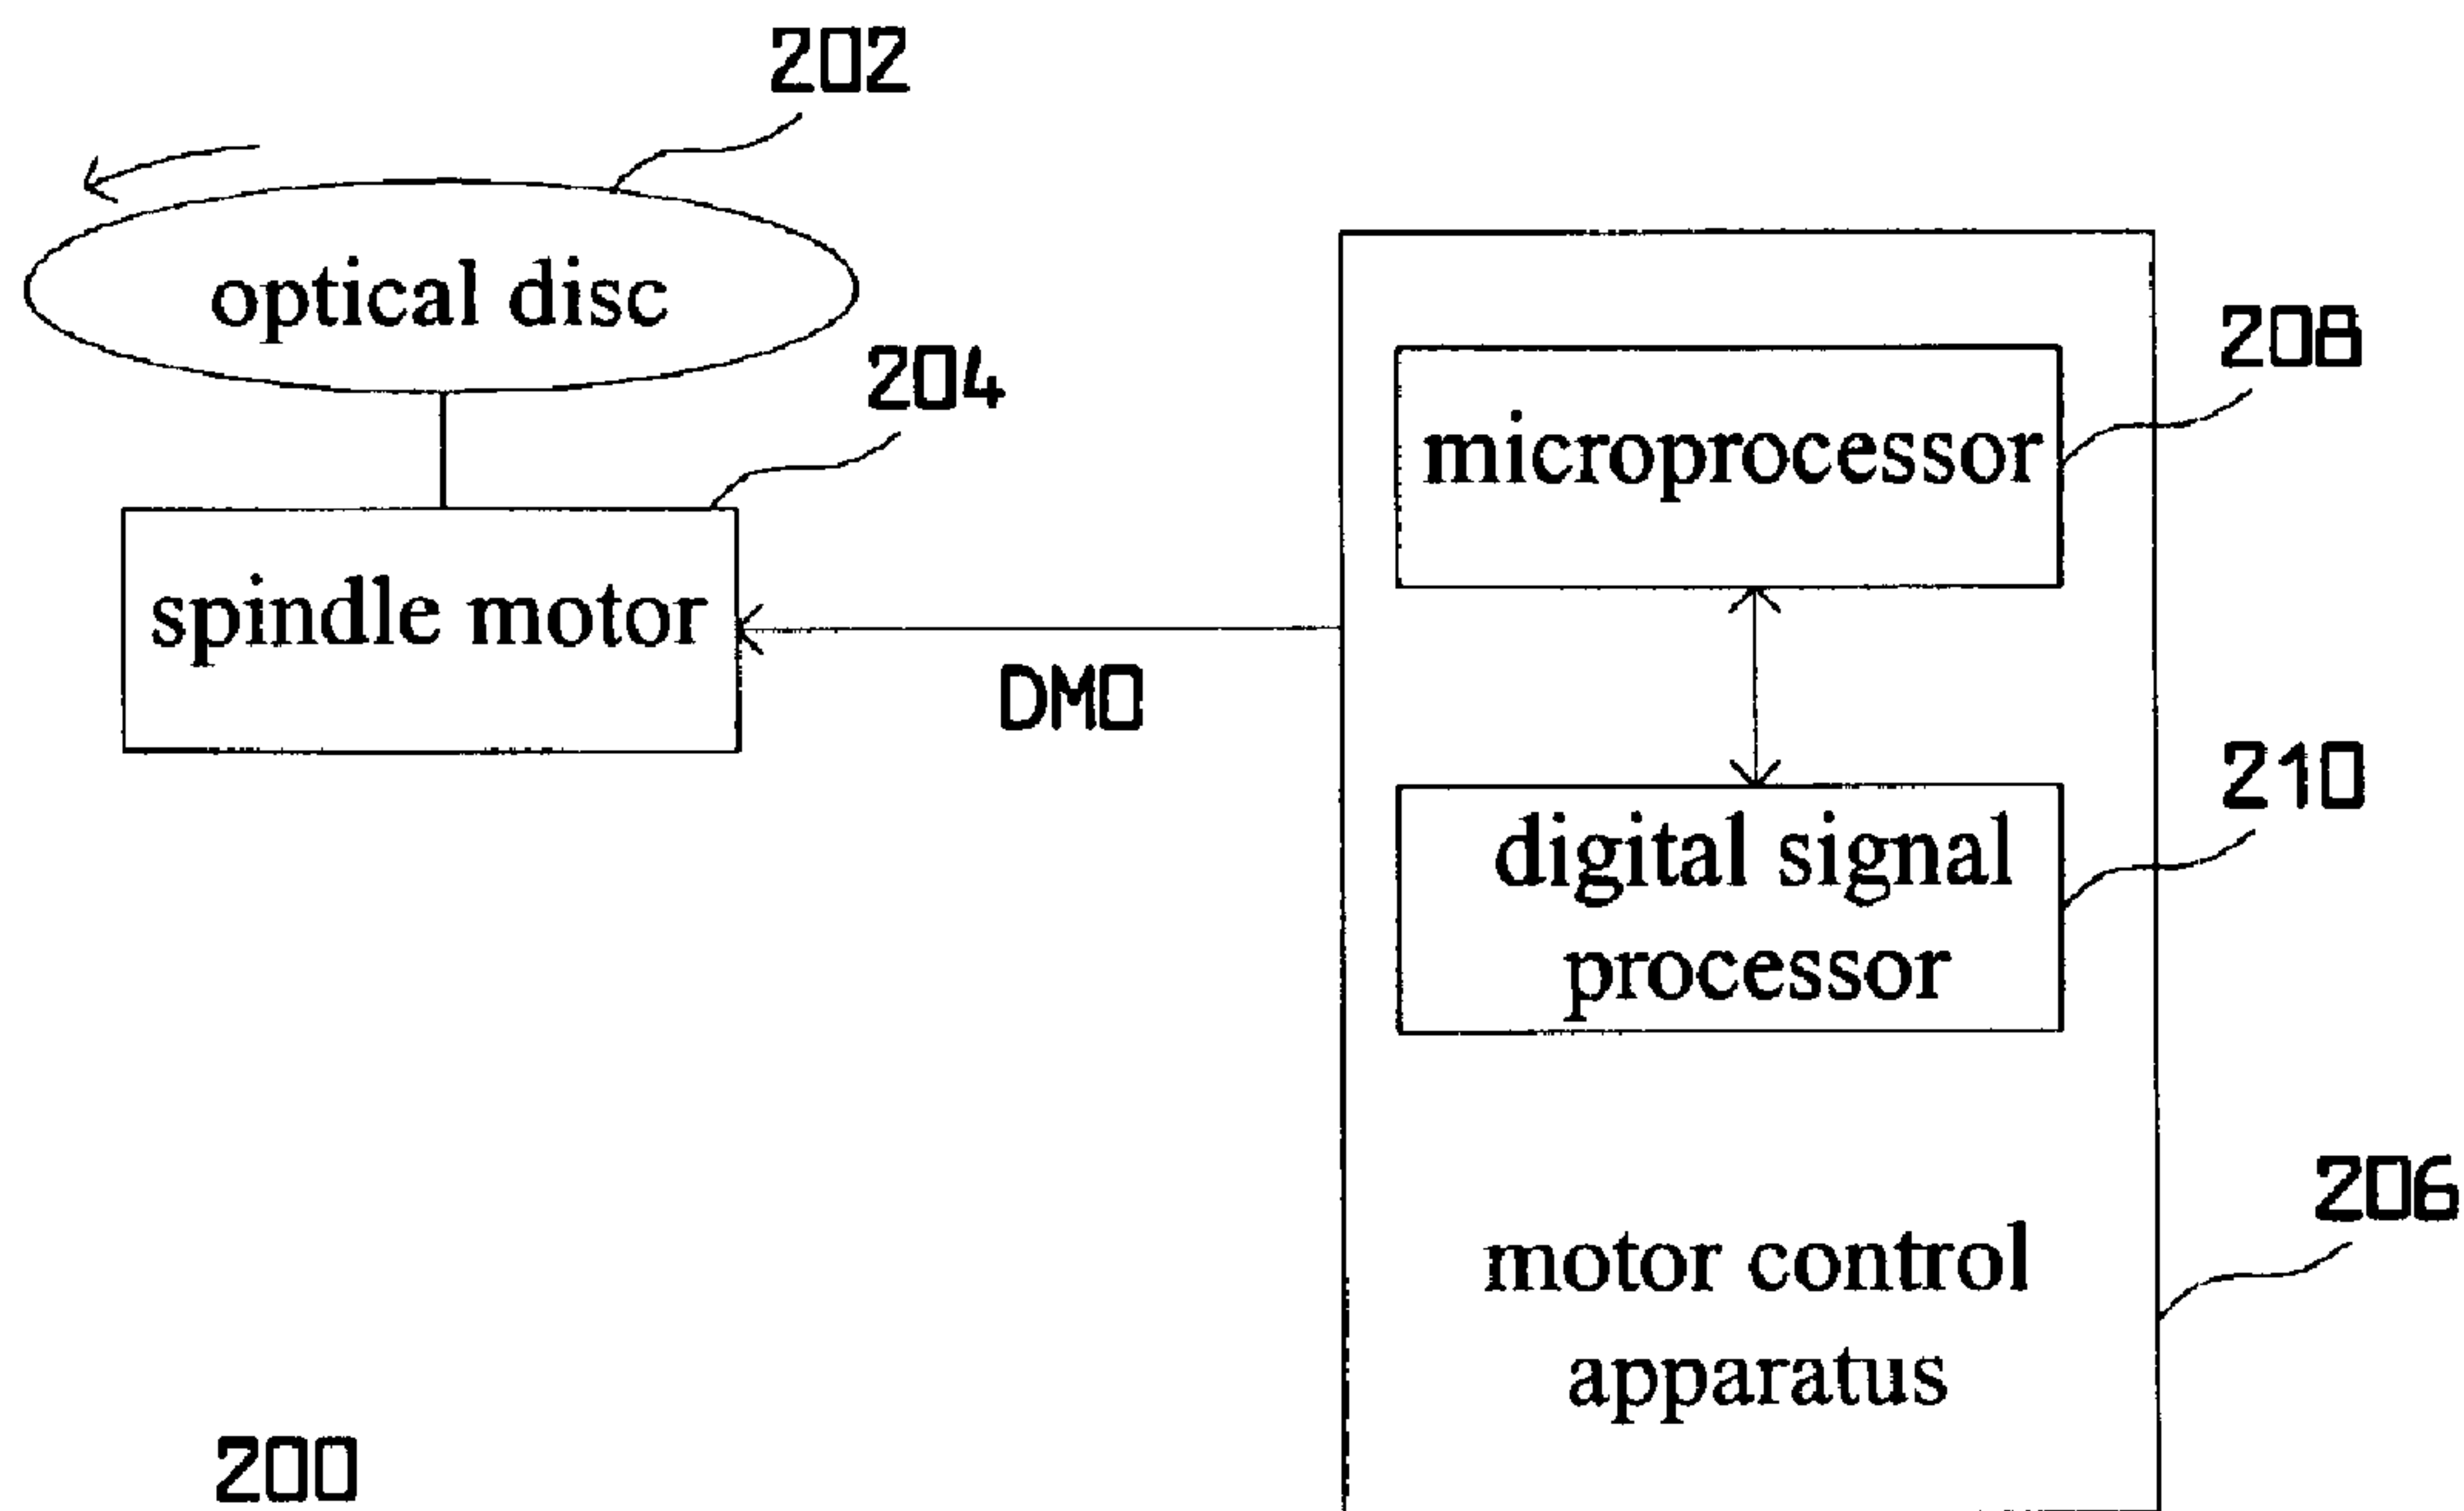 202
optical disc
204
spindle motor
DMO
208
microprocessor
210
digital signal
processor
206
motor control
apparatus
200